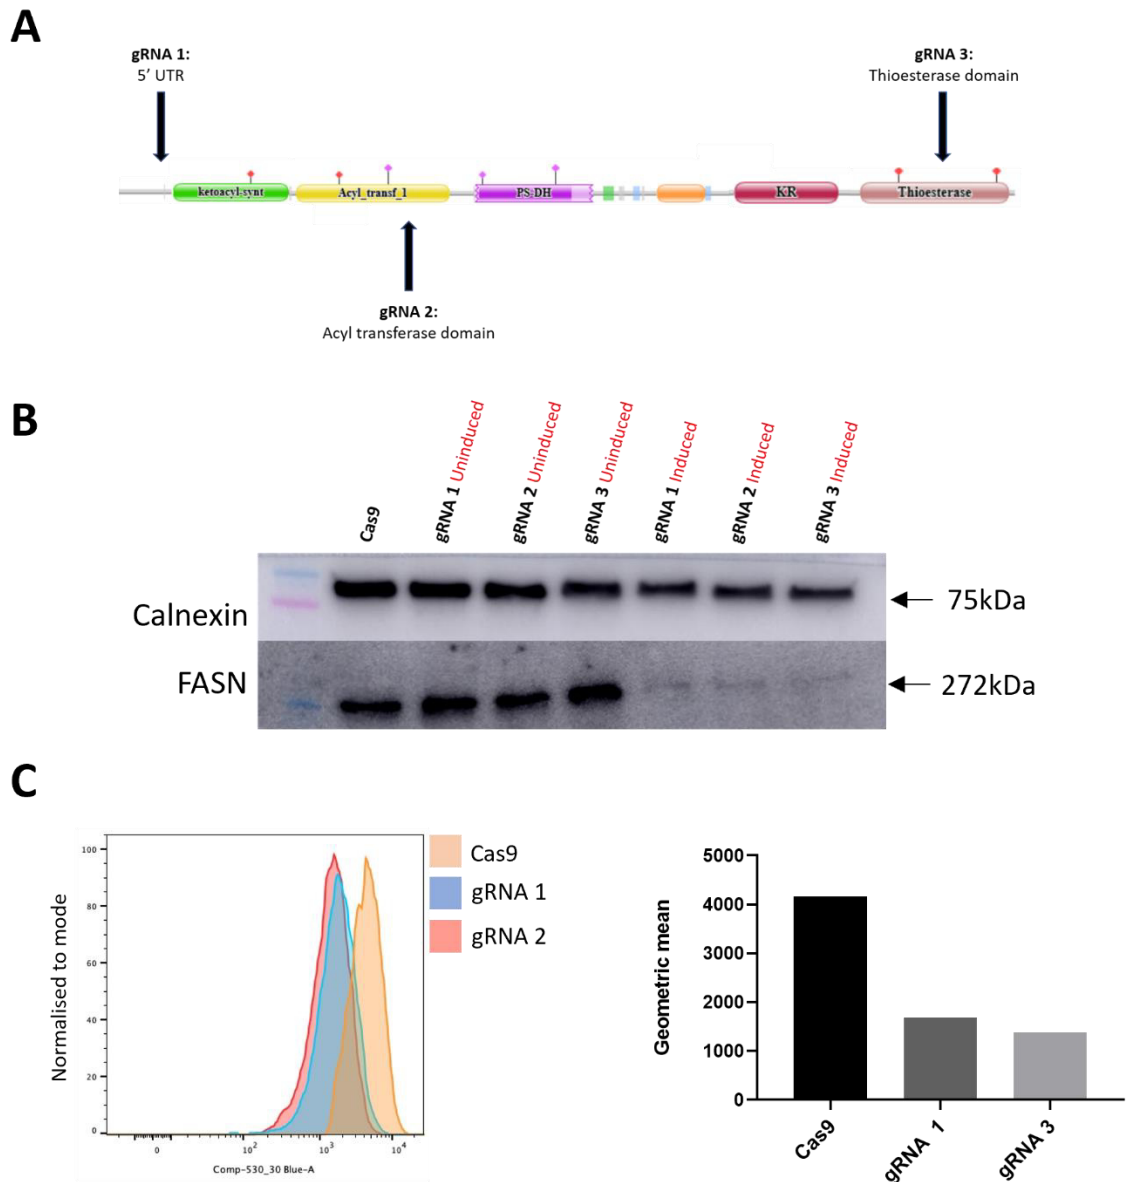 A
gRNA 1:
5' UTR
gRNA 3:
Thioesterase domain
ketoacyl-synt
Acyl_transf_1
PS-DH
KR
Thioesterase
gRNA 2:
Acyl transferase domain
B
Cas9
gRNA 1 Uninduced
gRNA 2 Uninduced
gRNA 3 Uninduced
gRNA 1 Induced
gRNA 2 Induced
gRNA 3 Induced
Calnexin
75kDa
FASN
272kDa
C
Normalised to mode
100
80
60
40
20
0
0
10²
10³
10⁴
Comp-530_30 Blue-A
Cas9
gRNA 1
gRNA 2
Geometric mean
5000
4000
3000
2000
1000
0
Cas9
gRNA 1
gRNA 3